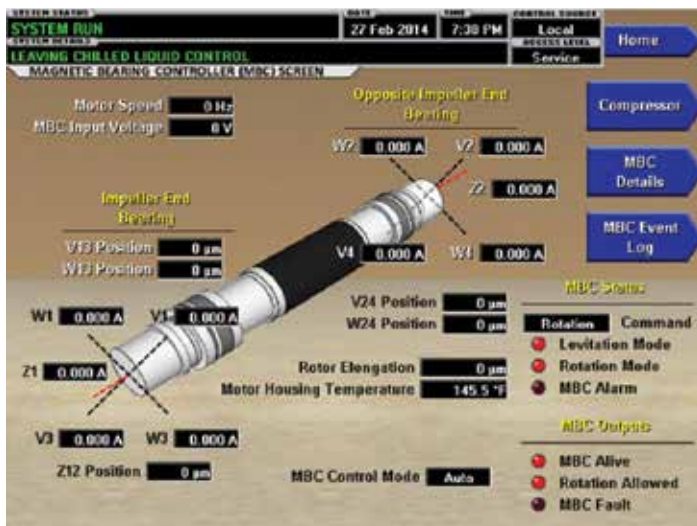 SYSTEM STATUS
SYSTEM RUN
DATE
27 Feb 2014
TIME
7:38 PM
CONTROL SOURCE
Local
SYSTEM DETAILS
LEAVING CHILLED LIQUID CONTROL
ACCESS LEVEL
Service
MAGNETIC BEARING CONTROLLER (MBC) SCREEN
Home
Compressor
MBC
Details
MBC Event
Log
Motor Speed 0 Hz
MBC Input Voltage 0 V
Opposite Impeller End
Bearing
W2 0.000 A V2 0.000 A
Z2 0.000 A
V4 0.000 A W4 0.000 A
Impeller End
Bearing
V13 Position 0 µm
W13 Position 0 µm
W1 0.000 A V1 0.000 A
Z1 0.000 A
V3 0.000 A W3 0.000 A
Z12 Position 0 µm
V24 Position 0 µm
W24 Position 0 µm
Rotor Elongation 0 µm
Motor Housing Temperature 145.5 °F
MBC Control Mode Auto
MBC Status
Rotation Command
Levitation Mode
Rotation Mode
MBC Alarm
MBC Outputs
MBC Alive
Rotation Allowed
MBC Fault